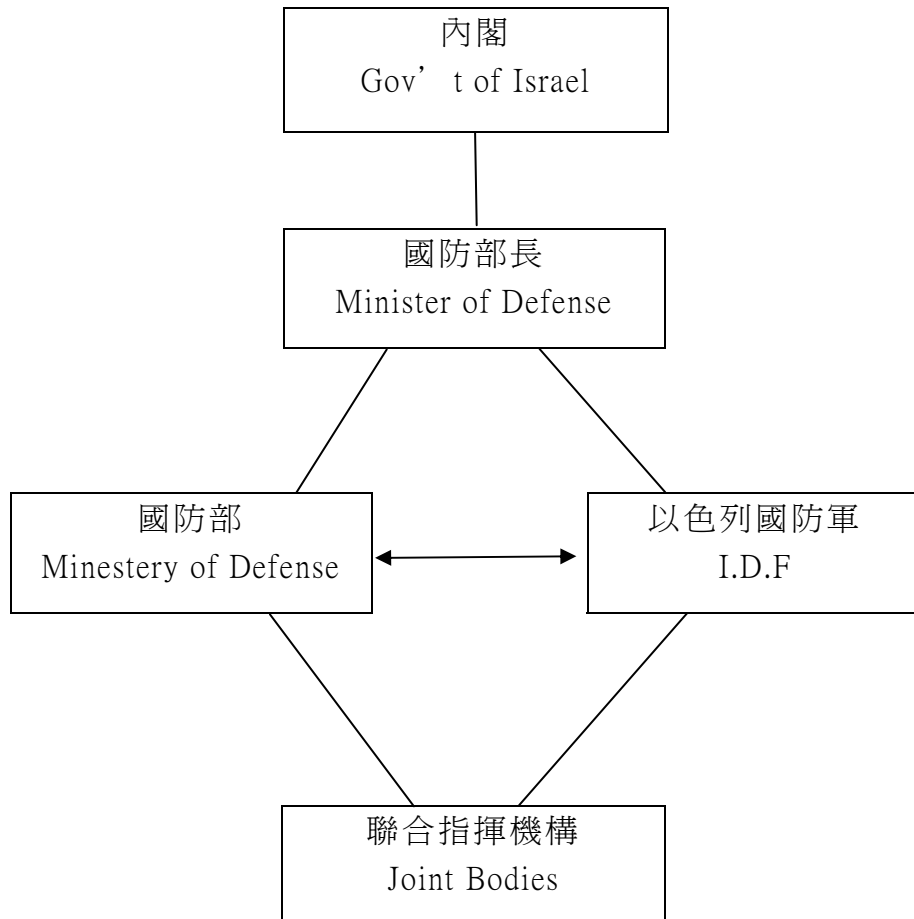 內閣
Gov’ t of Israel
國防部長
Minister of Defense
國防部
Minestery of Defense
以色列國防軍
I.D.F
聯合指揮機構
Joint Bodies